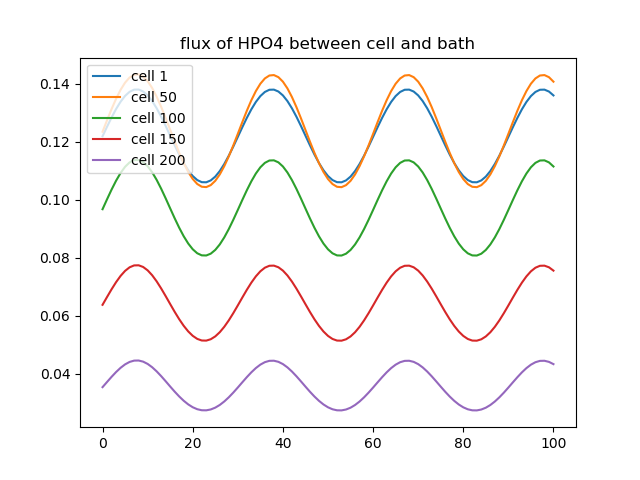 flux of HPO4 between cell and bath
cell 1
cell 50
cell 100
cell 150
cell 200
0.14
0.12
0.10
0.08
0.06
0.04
0 20 40 60 80 100